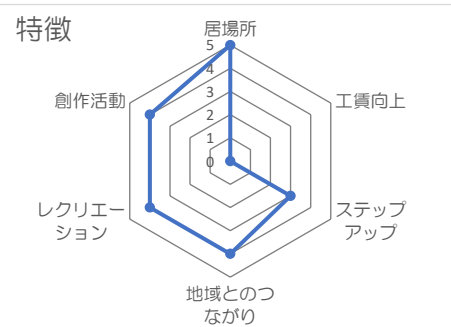 特徴
居場所
5
4
3
2
1
0
工賃向上
ステップ
アップ
地域とのつ
ながり
レクリエー
ション
創作活動